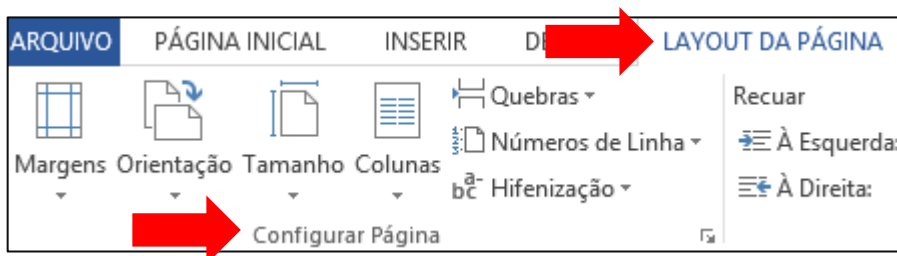 ARQUIVO PÁGINA INICIAL INSERIR LAYOUT DA PÁGINA
Quebras
Recuar
Números de Linha
À Esquerda:
Margens Orientação Tamanho Colunas
Hifenização
À Direita:
Configurar Página